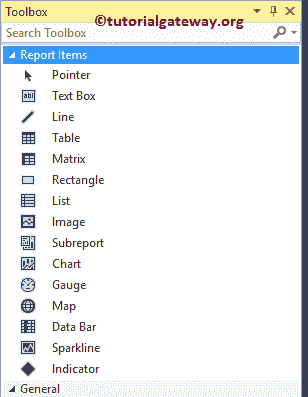 Toolbox
©tutorialgateway.org
Search Toolbox
Report Items
Pointer
abl Text Box
Line
Table
Matrix
Rectangle
List
Image
Subreport
Chart
Gauge
Map
Data Bar
Sparkline
Indicator
General